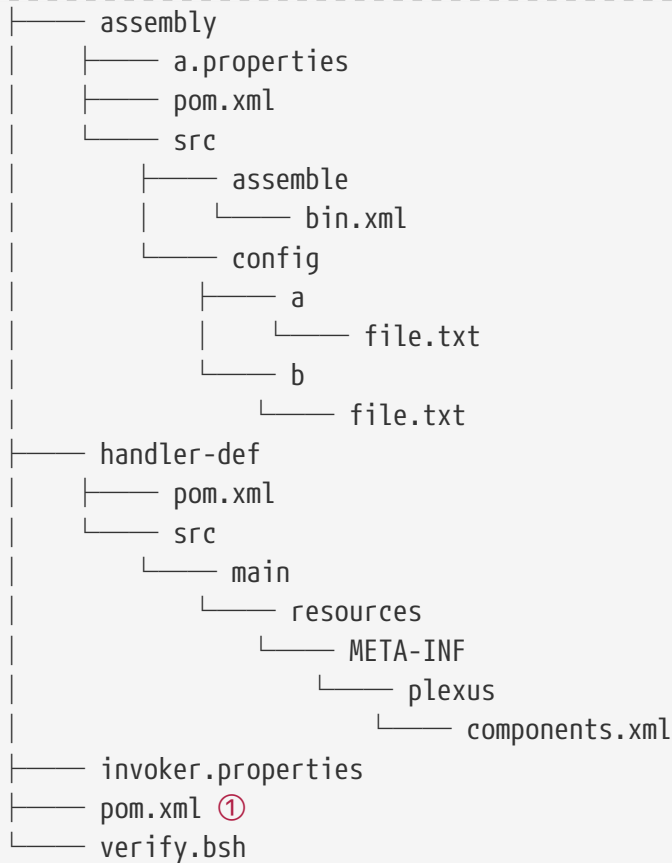 ├──── assembly
│     ├──── a.properties
│     ├──── pom.xml
│     └──── src
│           ├──── assemble
│           │     └──── bin.xml
│           └──── config
│                 ├──── a
│                 │     └──── file.txt
│                 └──── b
│                       └──── file.txt
├──── handler-def
│     ├──── pom.xml
│     └──── src
│           └──── main
│                 └──── resources
│                       └──── META-INF
│                             └──── plexus
│                                   └──── components.xml
├──── invoker.properties
├──── pom.xml ①
└──── verify.bsh